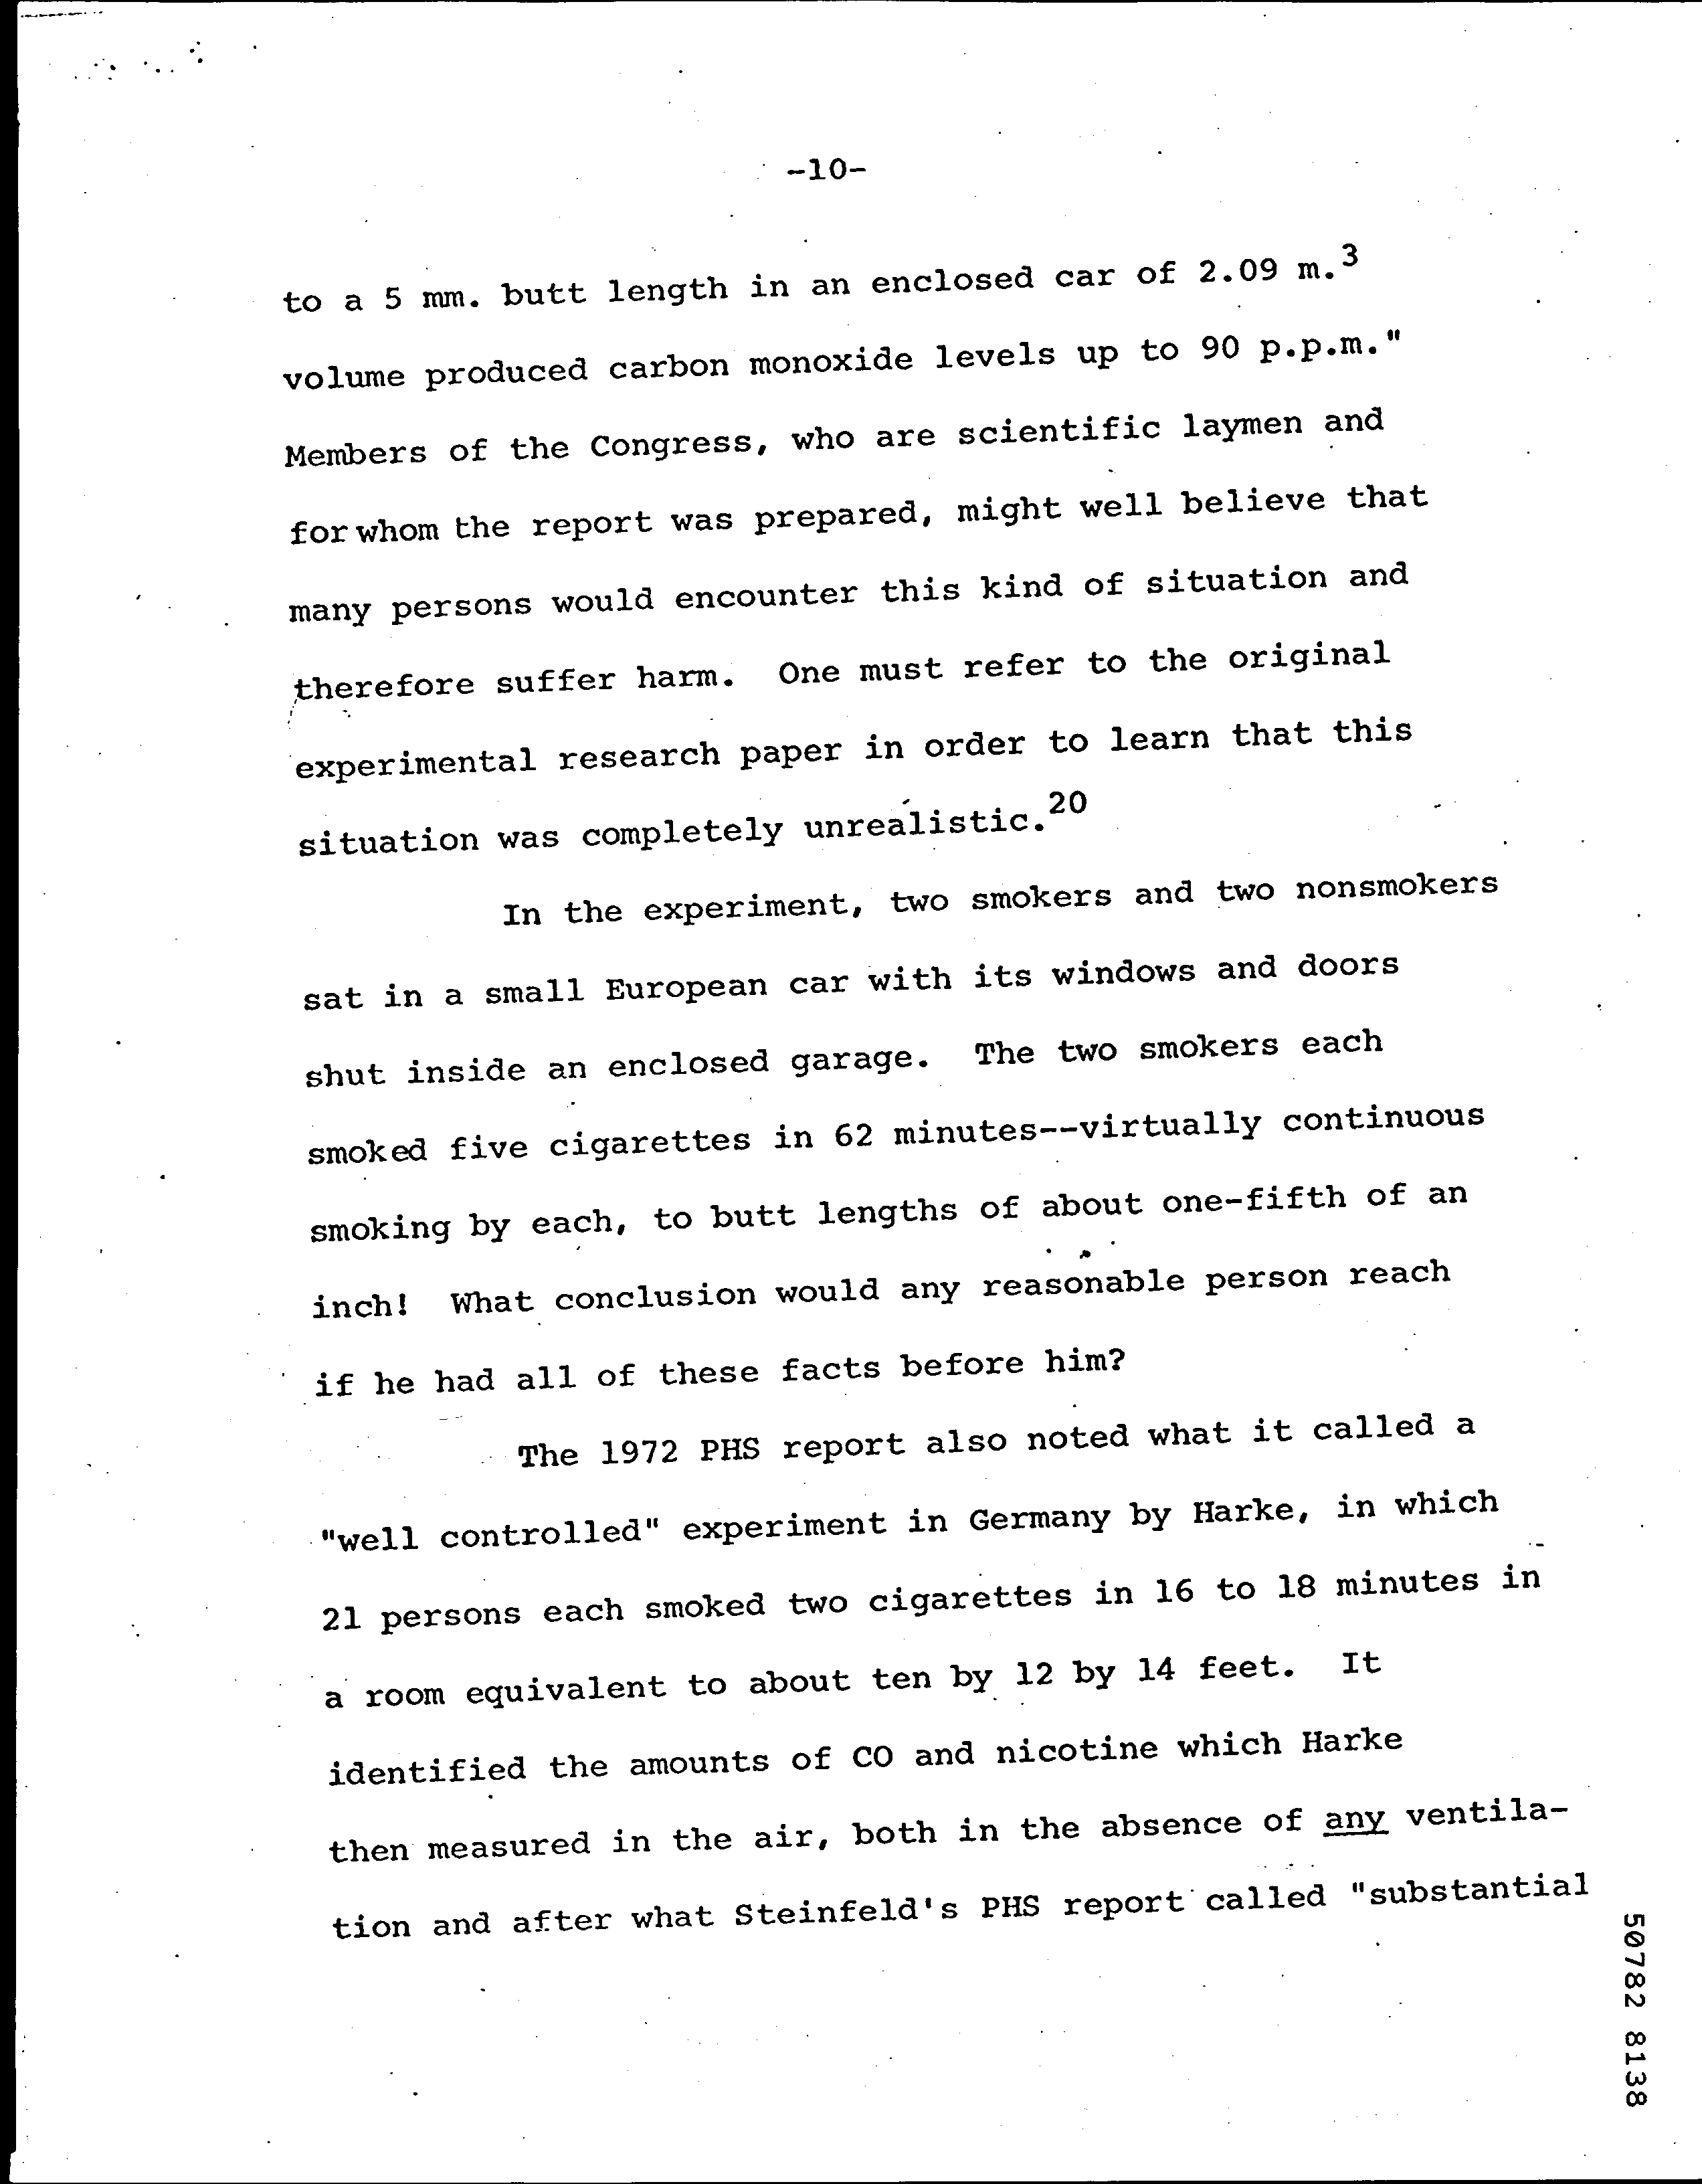 -10-
to a 5 mm. butt length in an enclosed car of 2.09 m.3
volume produced carbon monoxide levels up to 90 p.p.m."
Members of the Congress, who are scientific laymen and
for whom the report was prepared, might well believe that
many persons would encounter this kind of situation and
therefore suffer harm. One must refer to the original
experimental research paper in order to learn that this
situation was completely unrealistic.20
In the experiment, two smokers and two nonsmokers
sat in a small European car with its windows and doors
shut inside an enclosed garage. The two smokers each
smoked five cigarettes in 62 minutes--virtually continuous
smoking by each, to butt lengths of about one-fifth of an
inch! What conclusion would any reasonable person reach
if he had all of these facts before him?
The 1972 PHS report also noted what it called a
"well controlled" experiment in Germany by Harke, in which
21 persons each smoked two cigarettes in 16 to 18 minutes in
a room equivalent to about ten by 12 by 14 feet. It
identified the amounts of CO and nicotine which Harke
then measured in the air, both in the absence of any ventila-
tion and after what Steinfeld's PHS report called "substantial
50782 8138